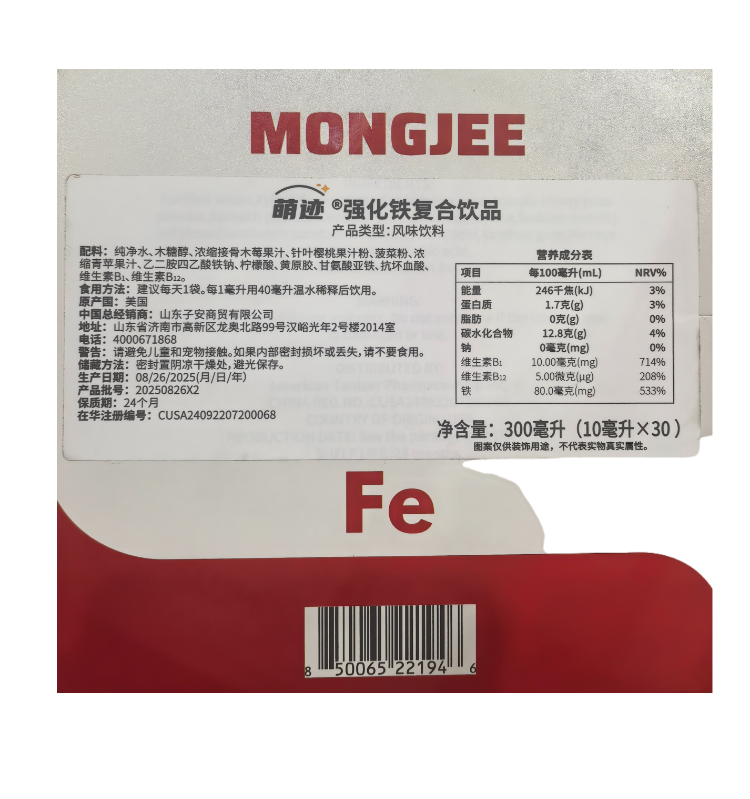 MONGJEE
萌迹®强化铁复合饮品
产品类型:风味饮料
配料：纯净水、木糖醇、浓缩接骨木莓果汁、针叶樱桃果汁粉、菠菜粉、浓
缩青苹果汁、乙二胺四乙酸铁钠、柠檬酸、黄原胶、甘氨酸亚铁、抗坏血酸、
维生素B₁、维生素B₁₂。
食用方法：建议每天1袋。每1毫升用40毫升温水稀释后饮用。
原产国：美国
中国总经销商：山东子安商贸有限公司
地址：山东省济南市高新区龙奥北路99号汉峪光年2号楼2014室
电话：4000671868
警告：请避免儿童和宠物接触。如果内部密封损坏或丢失，请不要食用。
储藏方法：密封置阴凉干燥处，避光保存。
生产日期：08/26/2025(月/日/年）
产品批号：20250826X2
保质期：24个月
在华注册编号：CUSA24092207200068
营养成分表
项目 每100毫升(mL) NRV%
能量 246千焦(kJ) 3%
蛋白质 1.7克(g) 3%
脂肪 0克(g) 0%
碳水化合物 12.8克(g) 4%
钠 0毫克(mg) 0%
维生素B₁ 10.00毫克(mg) 714%
维生素B₁₂ 5.00微克(μg) 208%
铁 80.0毫克(mg) 533%
净含量：300毫升（10毫升×30）
图案仅供装饰用途，不代表实物真实属性。
Fe
8 50065 22194 6